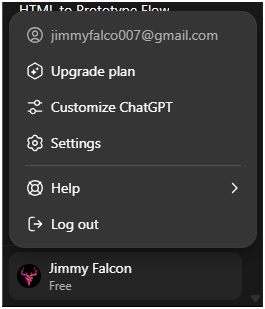 HTML to Prototype Flow
jimmyfalco007@gmail.com
Upgrade plan
Customize ChatGPT
Settings
Help
Log out
Jimmy Falcon
Free